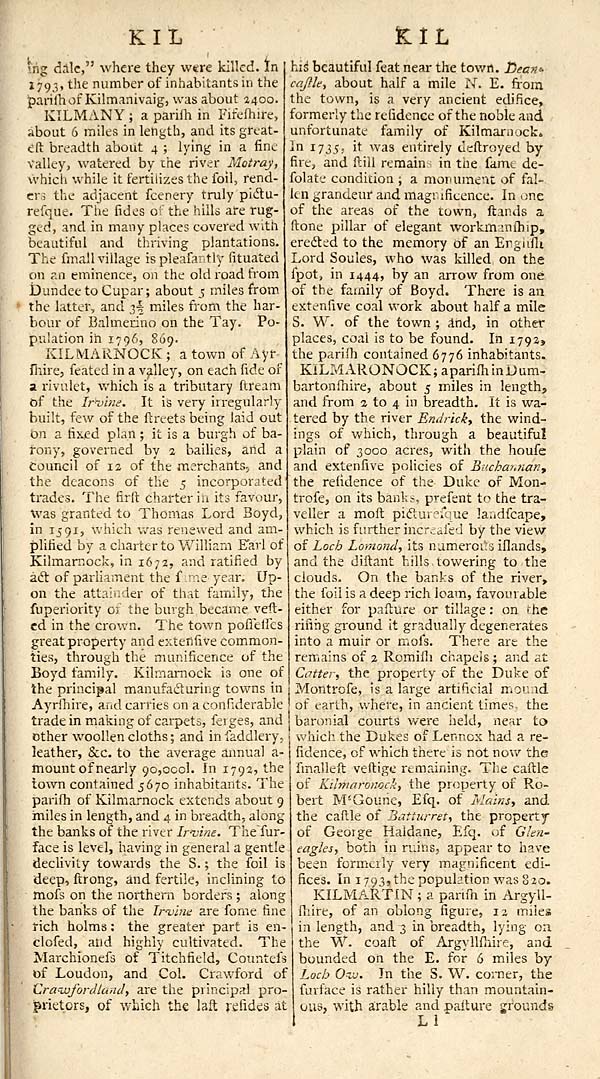 KIL
ing dale," where they were killed. In
1793, the number of inhabitants in the
pariſh of Kilmanivaig, was about 2400.
KILMANY; a pariſh in Fifeſhire,
about 6 miles in length, and its great-
eſt breadth about 4; lying in a fine
valley, watered by the river Motray,
which while it fertilizes the ſoil, rend-
ers the adjacent ſcenery truly pictu-
reſque. The ſides of the hills are rug-
ged, and in many places covered with
beautiful and thriving plantations.
The ſmall village is pleaſantly ſituated
on an eminence, on the old road from
Dundee to Cupar; about 5 miles from
the latter, and 3½ miles from the har-
bour of Balmerino on the Tay. Po-
pulation in 1796, 869.
KILMARNOCK; a town of Ayr-
ſhire, ſeated in a valley, on each ſide of
a rivulet, which is a tributary ſtream
of the Irvine. It is very irregularly
built, few of the ſtreets being laid out
on a fixed plan; it is a burgh of ba-
rony, governed by 2 bailies, and a
council of 12 of the merchants, and
the deacons of the 5 incorporated
trades. The firſt charter in its favour,
was granted to Thomas Lord Boyd,
in 1591, which was renewed and am-
plified by a charter to William Earl of
Kilmarnock, in 1672, and ratified by
act of parliament the ſame year. Up-
on the attainder of that family, the
ſuperiority of the burgh became veſt-
ed in the crown. The town poſſeſſes
great property and extenſive common-
ties, through the munificence of the
Boyd family. Kilmarnock is one of
the principal manufacturing towns in
Ayrſhire, and carries on a conſiderable
trade in making of carpets, ſerges, and
other woollen cloths; and in ſaddlery,
leather, &c. to the average annual a-
mount of nearly 90,000l. In 1792, the
town contained 5670 inhabitants. The
pariſh of Kilmarnock extends about 9
miles in length, and 4 in breadth, along
the banks of the river Irvine. The ſur-
face is level, having in general a gentle
declivity towards the S.; the ſoil is
deep, ſtrong, and fertile, inclining to
moſs on the northern borders; along
the banks of the Irvine are ſome fine
rich holms: the greater part is en-
cloſed, and highly cultivated. The
Marchioneſs of Titchfield, Counteſs
of Loudon, and Col. Crawford of
Crawfordland, are the principal pro-
prietors, of which the laſt reſides at
KIL
his beautiful ſeat near the town. Dean-
caſtle, about half a mile N. E. from
the town, is a very ancient edifice,
formerly the reſidence of the noble and
unfortunate family of Kilmarnock.
In 1735, it was entirely deſtroyed by
fire, and ſtill remains in the ſame de-
ſolate condition; a monument of fal-
len grandeur and magnificence. In one
of the areas of the town, ſtands a
ſtone pillar of elegant workmanſhip,
erected to the memory of an Engliſh
Lord Soules, who was killed on the
ſpot, in 1444, by an arrow from one
of the family of Boyd. There is an
extenſive coal work about half a mile
S. W. of the town; and, in other
places, coal is to be found. In 1792,
the pariſh contained 6776 inhabitants.
KILMARONOCK; a pariſh in Dum-
bartonſhire, about 5 miles in length,
and from 2 to 4 in breadth. It is wa-
tered by the river Endrick, the wind-
ings of which, through a beautiful
plain of 3000 acres, with the houſe
and extenſive policies of Buchannan,
the reſidence of the Duke of Mon-
troſe, on its banks, preſent to the tra-
veller a moſt pictureſque landſcape,
which is further increaſed by the view
of Loch Lomond, its numerous iſlands,
and the diſtant hills towering to the
clouds. On the banks of the river,
the ſoil is a deep rich loam, favourable
either for paſture or tillage: on the
riſing ground it gradually degenerates
into a muir or moſs. There are the
remains of 2 Romiſh chapels; and at
Catter, the property of the Duke of
Montroſe, is a large artificial mound
of earth, where, in ancient times, the
baronial courts were held, near to
which the Dukes of Lennox had a re-
ſidence, of which there is not now the
ſmalleſt veſtige remaining. The caſtle
of Kilmaronock, the property of Ro-
bert McGoune, Eſq. of Mains, and
the caſtle of Batturret, the property
of George Haldane, Eſq. of Glen-
eagles, both in ruins, appear to have
been formerly very magnificent edi-
fices. In 1793, the population was 820.
KILMARTIN; a pariſh in Argyll-
ſhire, of an oblong figure, 12 miles
in length, and 3 in breadth, lying on
the W. coaſt of Argyllſhire, and
bounded on the E. for 6 miles by
Loch Ow. In the S. W. corner, the
ſurface is rather hilly than mountain-
ous, with arable and paſture grounds
L l